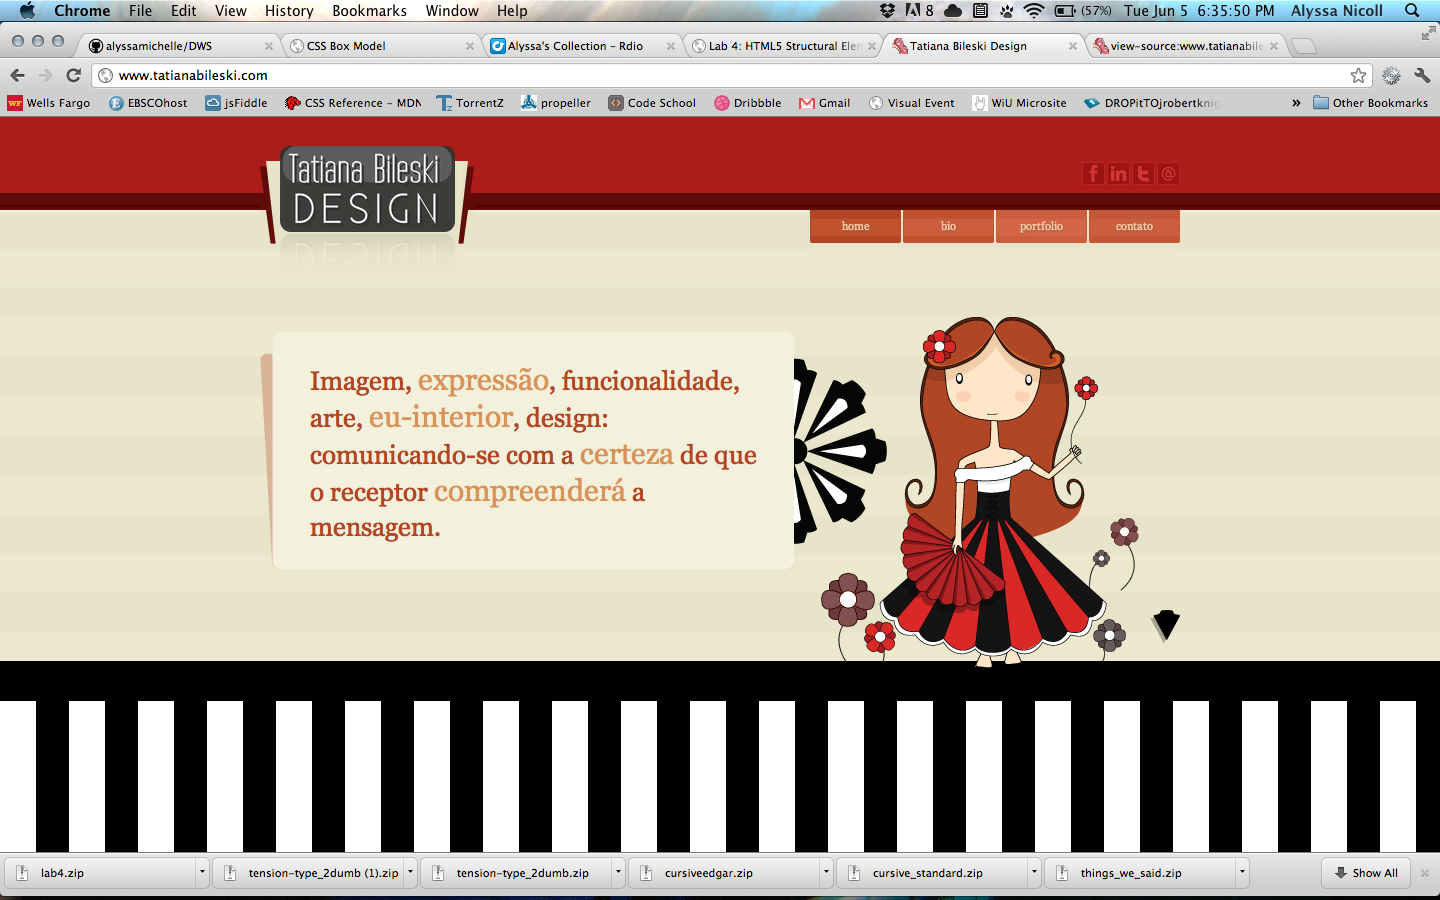 Chrome File Edit View History Bookmarks Window Help 8 (57%) Tue Jun 5 6:35:50 PM Alyssa Nicoll
alyssamichelle/DWS CSS Box Model Alyssa's Collection - Rdio Lab 4: HTML5 Structural Elen Tatiana Bileski Design view-source:www.tatianabile
www.tatianabileski.com
WF Wells Fargo EBSCOhost jsFiddle CSS Reference - MDN TorrentZ propeller Code School Dribbble Gmail Visual Event WiU Microsite DROPitTOjrobertknig » Other Bookmarks
Tatiana Bileski
DESIGN
f in t @
home bio portfolio contato
Imagem, expressão, funcionalidade,
arte, eu-interior, design:
comunicando-se com a certeza de que
o receptor compreenderá a
mensagem.
lab4.zip tension-type_2dumb (1).zip tension-type_2dumb.zip cursiveedgar.zip cursive_standard.zip things_we_said.zip Show All